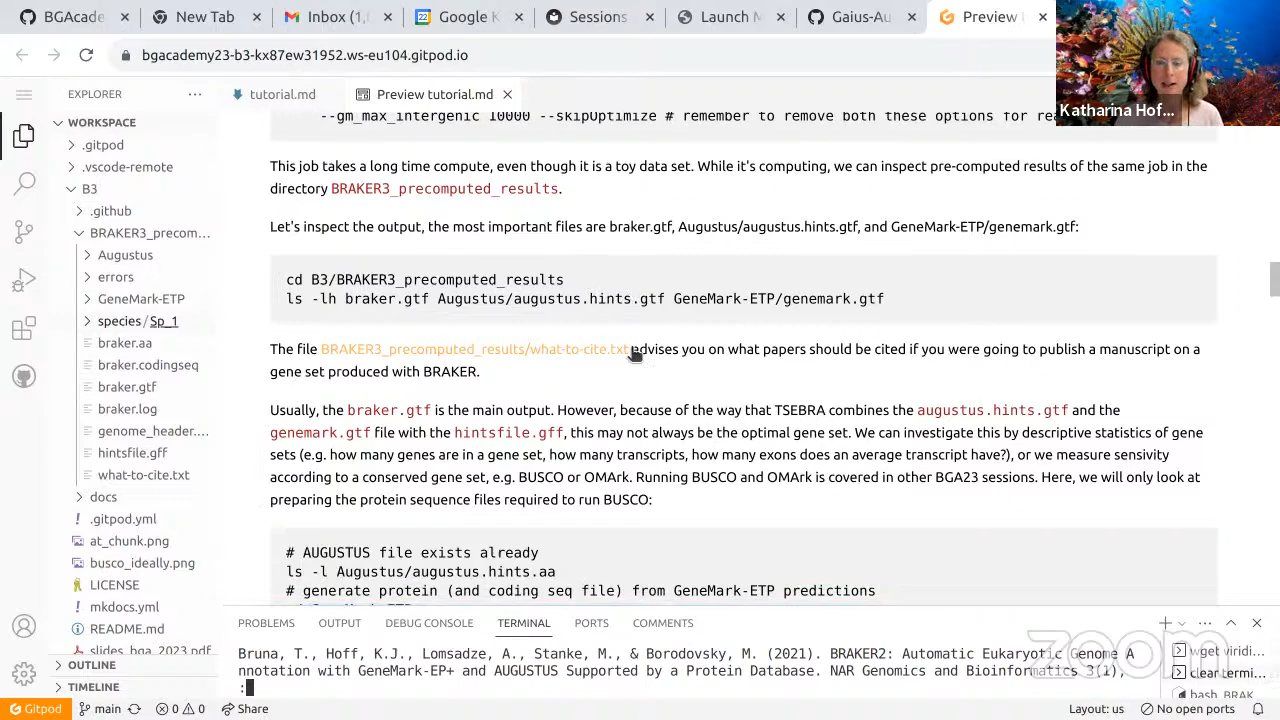 BGAcade
New Tab
Inbox (1,
Google K
Sessions
Launch M
Gaius-Au
Preview
bgacademy23-b3-kx87ew31952.ws-eu104.gitpod.io
Katharina Hof...
EXPLORER
tutorial.md
Preview tutorial.md
WORKSPACE
.gitpod
.vscode-remote
B3
.github
BRAKER3_precom...
Augustus
errors
GeneMark-ETP
species/Sp_1
braker.aa
braker.codingseq
braker.gtf
braker.log
genome_header....
hintsfile.gff
what-to-cite.txt
docs
.gitpod.yml
at_chunk.png
busco_ideally.png
LICENSE
mkdocs.yml
README.md
slides_bga_2023.pdf
OUTLINE
TIMELINE
--gm_max_intergenic 10000 --skipOptimize # remember to remove both these options for rea
This job takes a long time compute, even though it is a toy data set. While it's computing, we can inspect pre-computed results of the same job in the
directory BRAKER3_precomputed_results.
Let's inspect the output, the most important files are braker.gtf, Augustus/augustus.hints.gtf, and GeneMark-ETP/genemark.gtf:
cd B3/BRAKER3_precomputed_results
ls -lh braker.gtf Augustus/augustus.hints.gtf GeneMark-ETP/genemark.gtf
The file BRAKER3_precomputed_results/what-to-cite.txt advises you on what papers should be cited if you were going to publish a manuscript on a
gene set produced with BRAKER.
Usually, the braker.gtf is the main output. However, because of the way that TSEBRA combines the augustus.hints.gtf and the
genemark.gtf file with the hintsfile.gff, this may not always be the optimal gene set. We can investigate this by descriptive statistics of gene
sets (e.g. how many genes are in a gene set, how many transcripts, how many exons does an average transcript have?), or we measure sensivity
according to a conserved gene set, e.g. BUSCO or OMArk. Running BUSCO and OMArk is covered in other BGA23 sessions. Here, we will only look at
preparing the protein sequence files required to run BUSCO:
# AUGUSTUS file exists already
ls -l Augustus/augustus.hints.aa
# generate protein (and coding seq file) from GeneMark-ETP predictions
PROBLEMS
OUTPUT
DEBUG CONSOLE
TERMINAL
PORTS
COMMENTS
Bruna, T., Hoff, K.J., Lomsadze, A., Stanke, M., & Borodovsky, M. (2021). BRAKER2: Automatic Eukaryotic Genome A
nnotation with GeneMark-EP+ and AUGUSTUS Supported by a Protein Database. NAR Genomics and Bioinformatics 3(1),
:
wget viridi...
clear termi...
bash BRAK
zoom
Gitpod
main
0
0
Share
Layout: us
No open ports